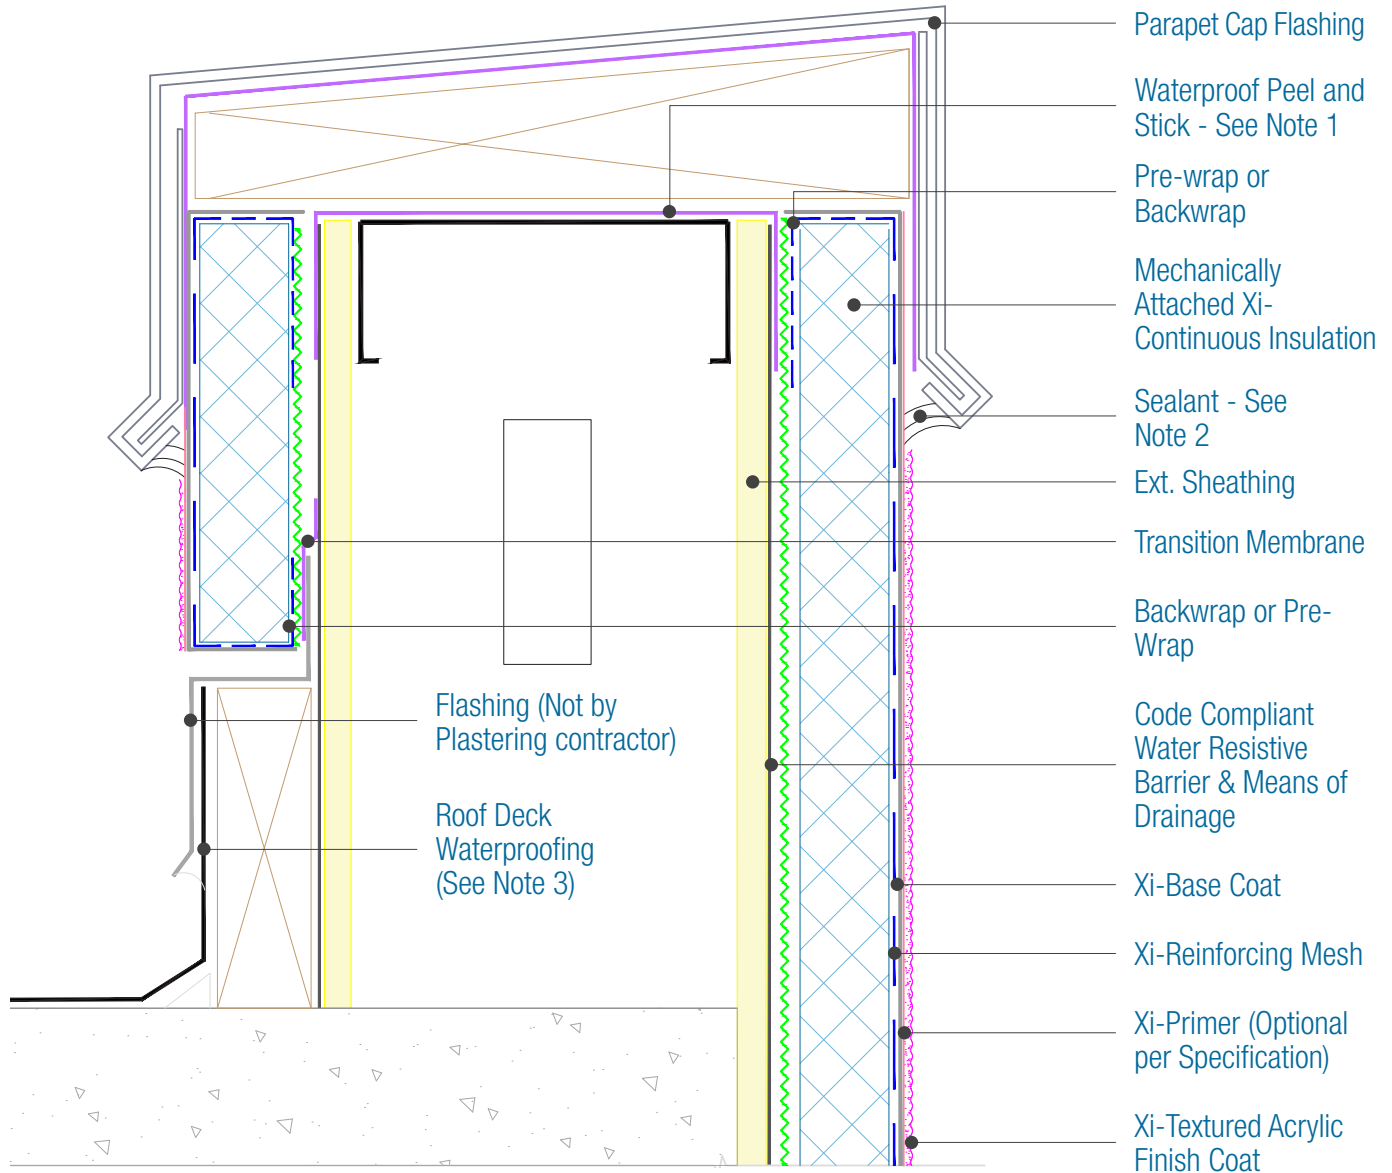 Parapet Cap Flashing
Waterproof Peel and
Stick - See Note 1
Pre-wrap or
Backwrap
Mechanically
Attached Xi-
Continuous Insulation
Sealant - See
Note 2
Ext. Sheathing
Transition Membrane
Backwrap or Pre-
Wrap
Flashing (Not by
Plastering contractor)
Code Compliant
Water Resistive
Barrier & Means of
Drainage
Roof Deck
Waterproofing
(See Note 3)
Xi-Base Coat
Xi-Reinforcing Mesh
Xi-Primer (Optional
per Specification)
Xi-Textured Acrylic
Finish Coat